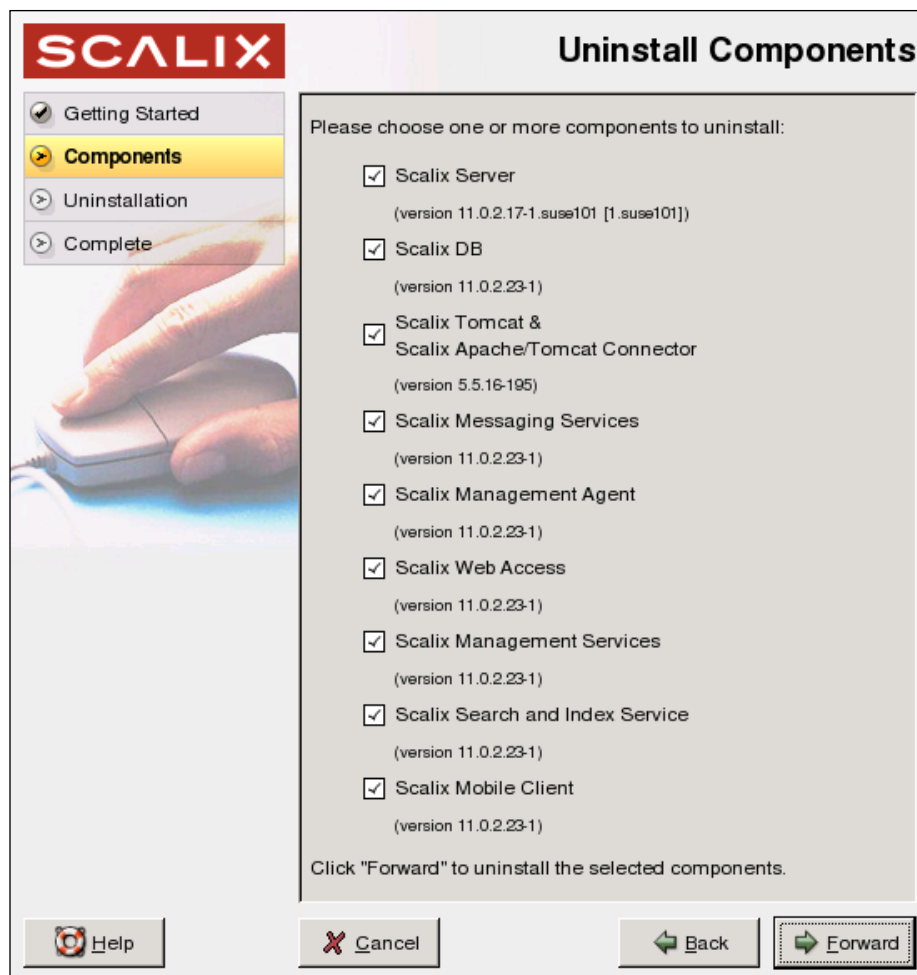 SCALIX
Uninstall Components
Getting Started
Components
Uninstallation
Complete
Please choose one or more components to uninstall:
Scalix Server
(version 11.0.2.17-1.suse101 [1.suse101])
Scalix DB
(version 11.0.2.23-1)
Scalix Tomcat &
Scalix Apache/Tomcat Connector
(version 5.5.16-195)
Scalix Messaging Services
(version 11.0.2.23-1)
Scalix Management Agent
(version 11.0.2.23-1)
Scalix Web Access
(version 11.0.2.23-1)
Scalix Management Services
(version 11.0.2.23-1)
Scalix Search and Index Service
(version 11.0.2.23-1)
Scalix Mobile Client
(version 11.0.2.23-1)
Click "Forward" to uninstall the selected components.
Help
Cancel
Back
Forward